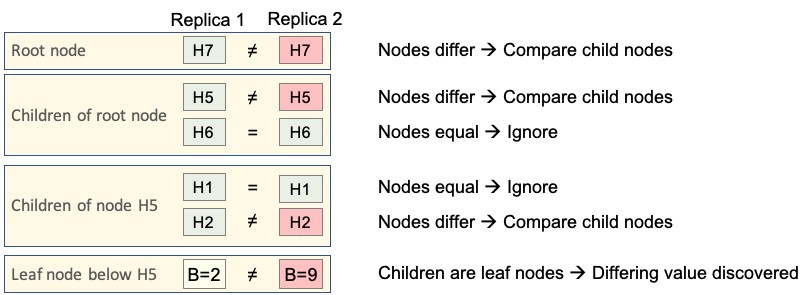 Replica 1 Replica 2
Root node H7 ≠ H7 Nodes differ → Compare child nodes
H5 ≠ H5 Nodes differ → Compare child nodes
Children of root node
H6 = H6 Nodes equal → Ignore
H1 = H1 Nodes equal → Ignore
Children of node H5
H2 ≠ H2 Nodes differ → Compare child nodes
Leaf node below H5 B=2 ≠ B=9 Children are leaf nodes → Differing value discovered